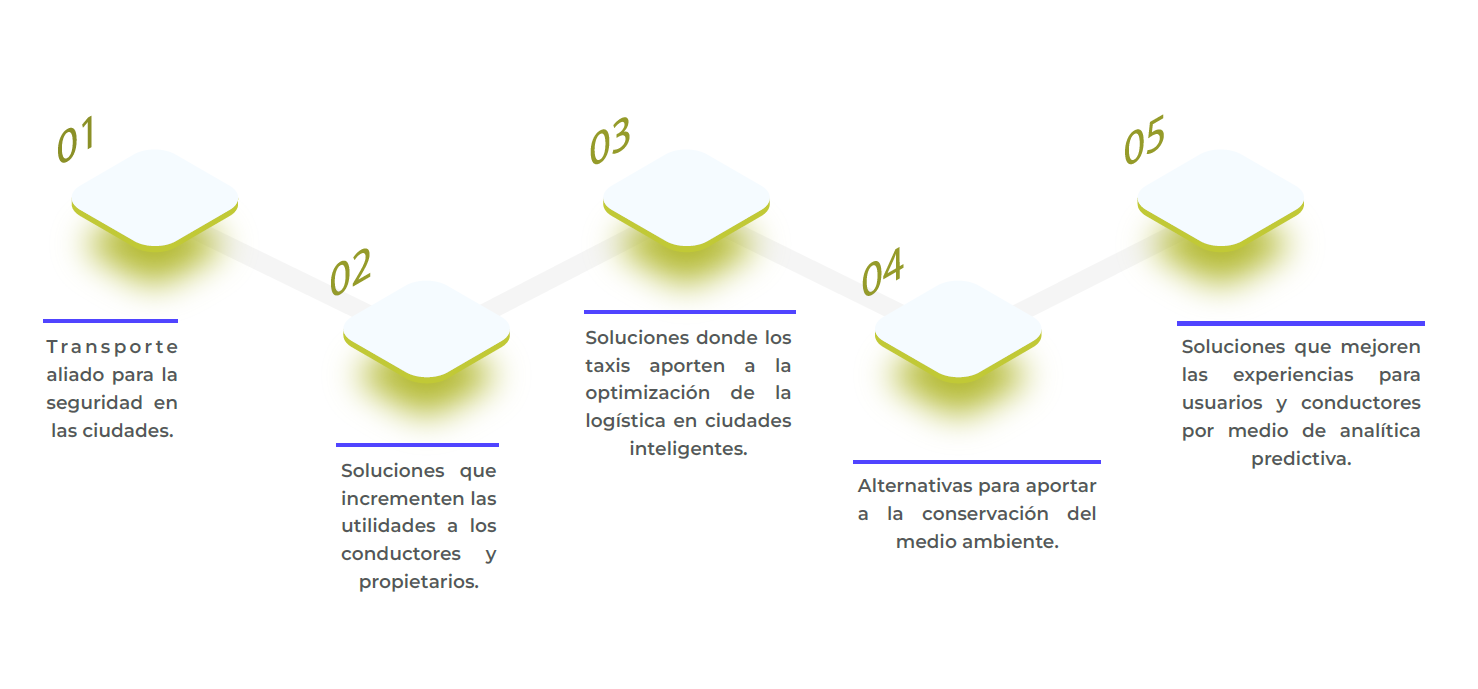 01
Transporte
aliado para la
seguridad en
las ciudades.
02
Soluciones que
incrementen las
utilidades a los
conductores y
propietarios.
03
Soluciones donde los
taxis aporten a la
optimización de la
logística en ciudades
inteligentes.
04
Alternativas para aportar
a la conservación del
medio ambiente.
05
Soluciones que mejoren
las experiencias para
usuarios y conductores
por medio de analítica
predictiva.